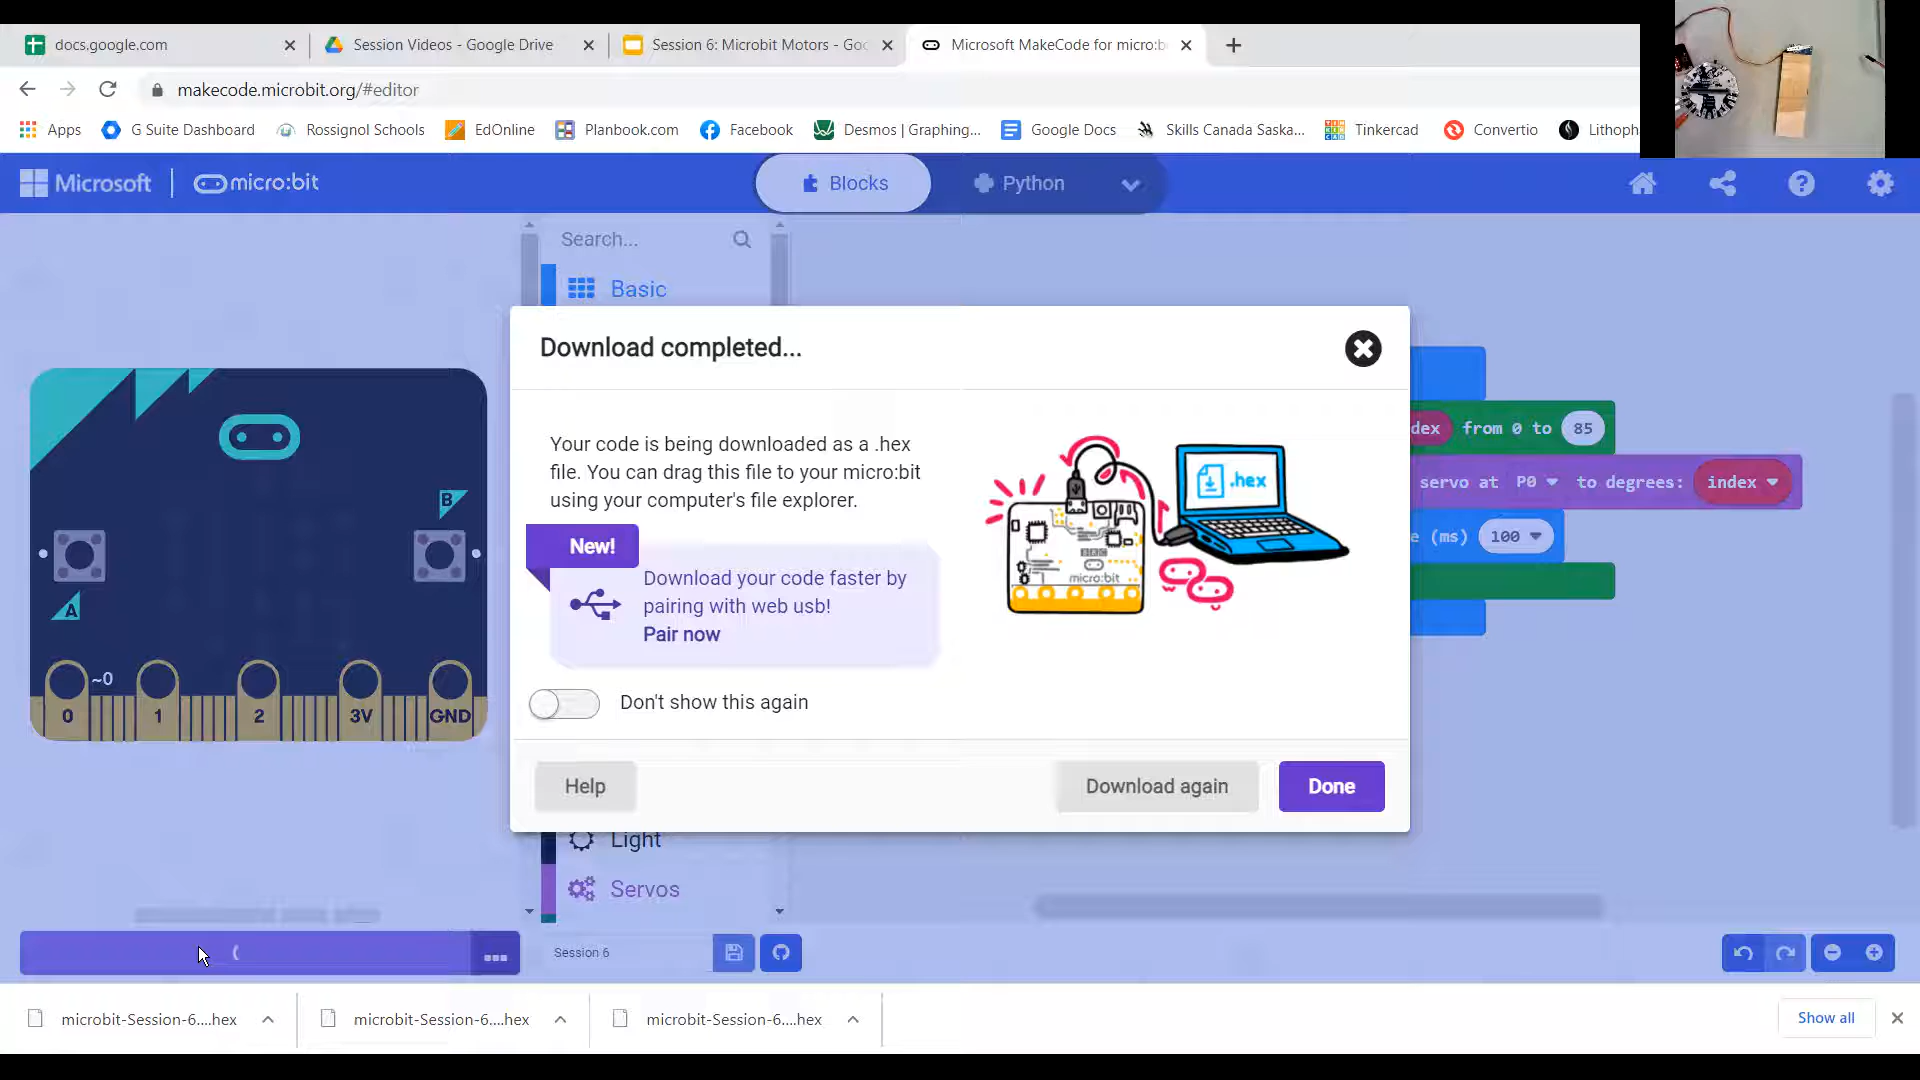 docs.google.com
Session Videos - Google Drive
Session 6: Microbit Motors - Goo
Microsoft MakeCode for micro:b
makecode.microbit.org/#editor
Apps
G Suite Dashboard
Rossignol Schools
EdOnline
Planbook.com
Facebook
Desmos | Graphing...
Google Docs
Skills Canada Saska...
Tinkercad
Convertio
Lithoph
Microsoft
micro:bit
Blocks
Python
Search...
Basic
Download completed...
Your code is being downloaded as a .hex
file. You can drag this file to your micro:bit
using your computer's file explorer.
New!
Download your code faster by
pairing with web usb!
Pair now
.hex
BBC
micro:bit
Don't show this again
Help
Download again
Done
dex from 0 to 85
servo at P0 to degrees: index
e (ms) 100
B
A
~0
0 1 2 3V GND
Light
Servos
Session 6
microbit-Session-6....hex
microbit-Session-6....hex
microbit-Session-6....hex
Show all